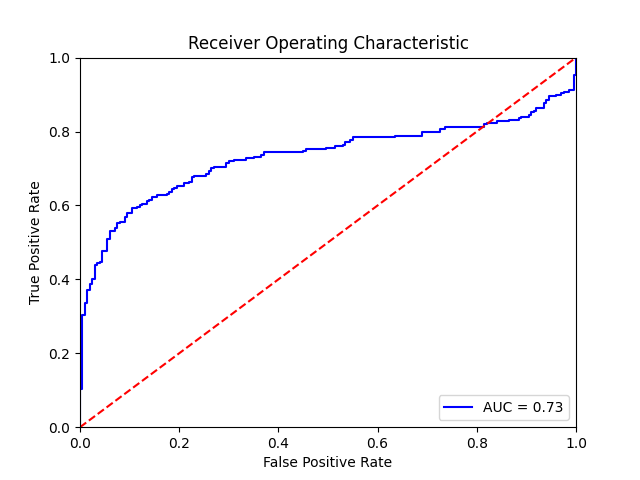 Receiver Operating Characteristic
1.0
0.8
0.6
0.4
0.2
0.0
True Positive Rate
AUC = 0.73
0.0 0.2 0.4 0.6 0.8 1.0
False Positive Rate